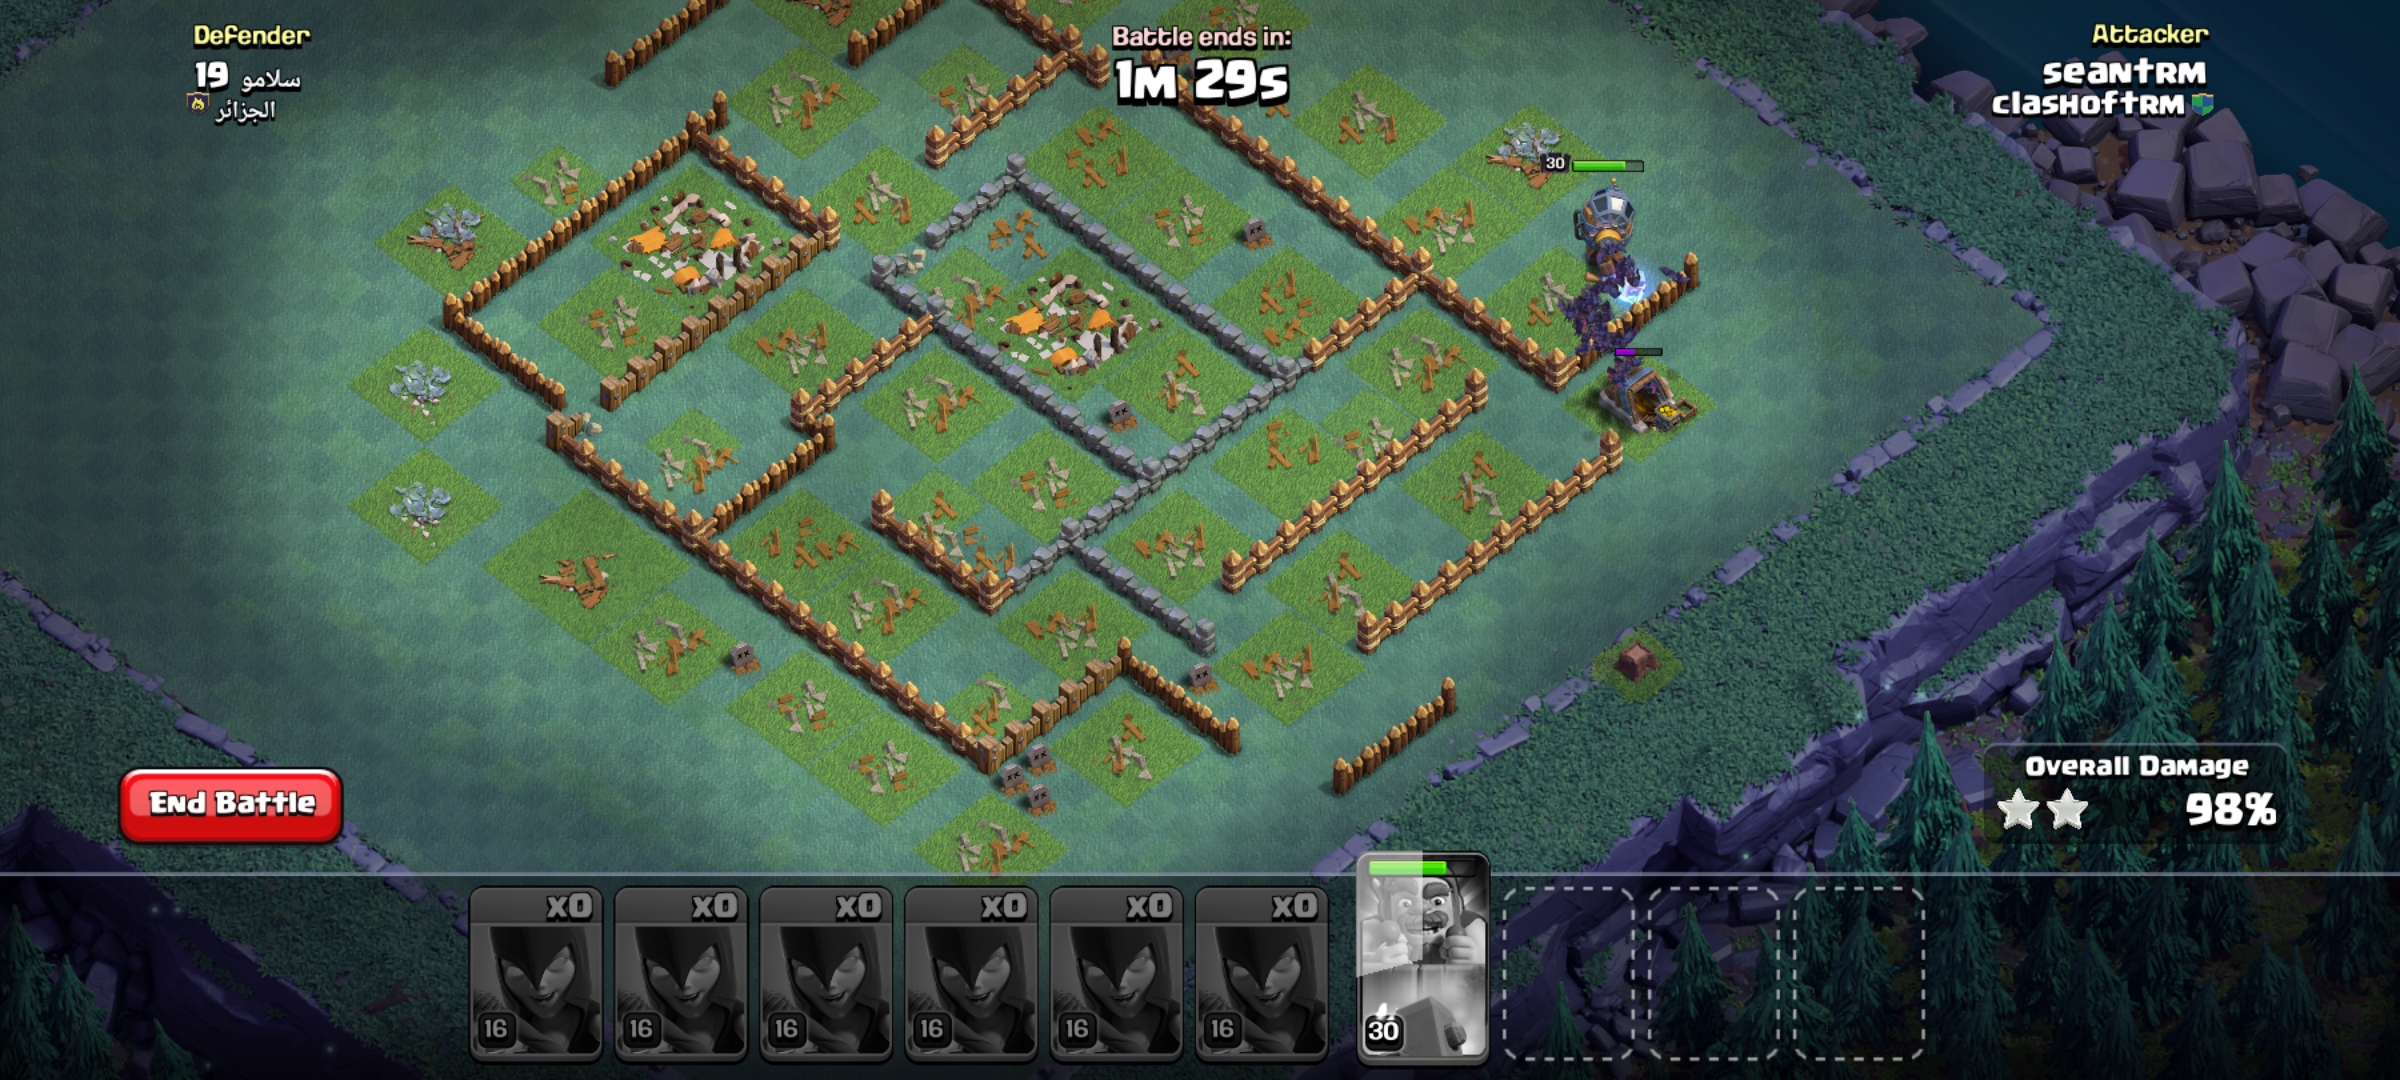 Defender
19 سلامو
الجزائر
Battle ends in:
1M 29s
Attacker
seantRM
clashoftRM
30
End Battle
Overall Damage
98%
x0
x0
x0
x0
x0
x0
16
16
16
16
16
16
30